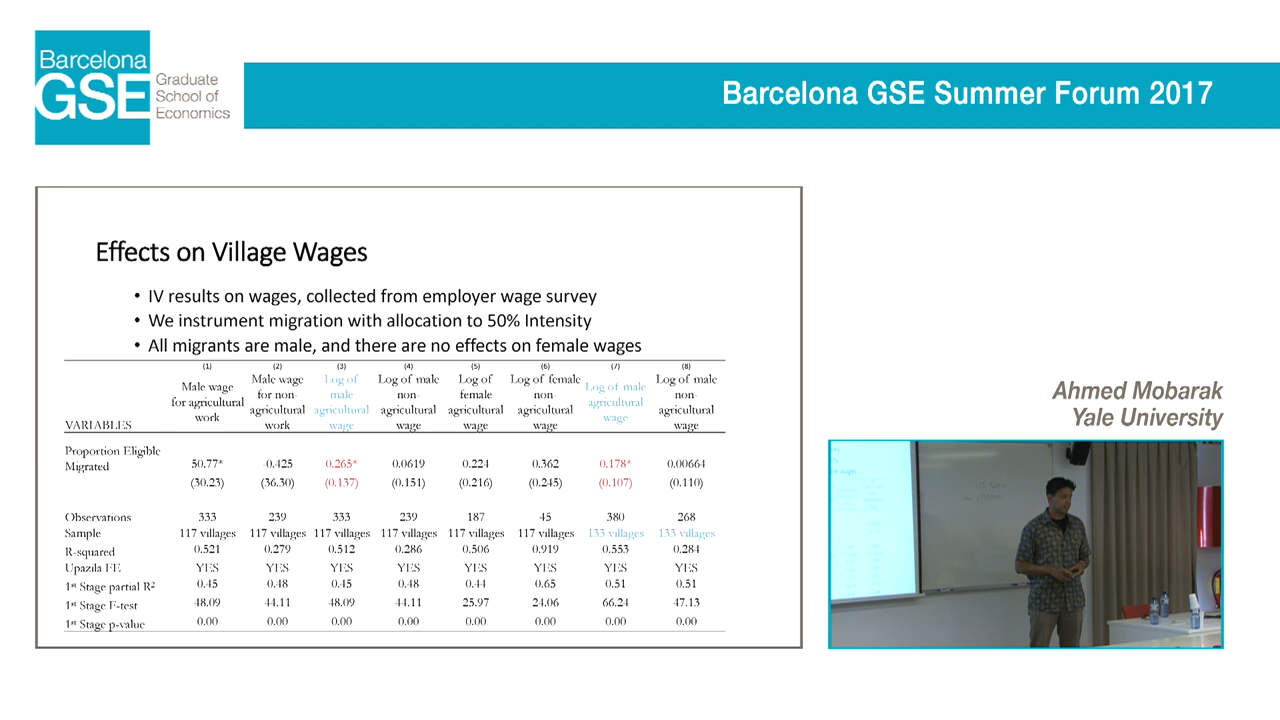 Barcelona
GSE
Graduate
School of
Economics
Barcelona GSE Summer Forum 2017
Effects on Village Wages
• IV results on wages, collected from employer wage survey
• We instrument migration with allocation to 50% Intensity
• All migrants are male, and there are no effects on female wages
(1) (2) (3) (4) (5) (6) (7) (8)
VARIABLES Male wage for agricultural work Male wage for non-agricultural work Log of male agricultural wage Log of male non-agricultural wage Log of female agricultural wage Log of female non-agricultural wage Log of male agricultural wage Log of male non-agricultural wage
Proportion Eligible
Migrated 50.77* -0.425 0.265* 0.0619 0.224 0.362 0.178* 0.00664
(30.23) (36.30) (0.137) (0.151) (0.216) (0.245) (0.107) (0.110)
Observations 333 239 333 239 187 45 380 268
Sample 117 villages 117 villages 117 villages 117 villages 117 villages 117 villages 133 villages 133 villages
R-squared 0.521 0.279 0.512 0.286 0.506 0.919 0.553 0.284
Upazila FE YES YES YES YES YES YES YES YES
1st Stage partial R² 0.45 0.48 0.45 0.48 0.44 0.65 0.51 0.51
1st Stage F-test 48.09 44.11 48.09 44.11 25.97 24.06 66.24 47.13
1st Stage p-value 0.00 0.00 0.00 0.00 0.00 0.00 0.00 0.00
Ahmed Mobarak
Yale University